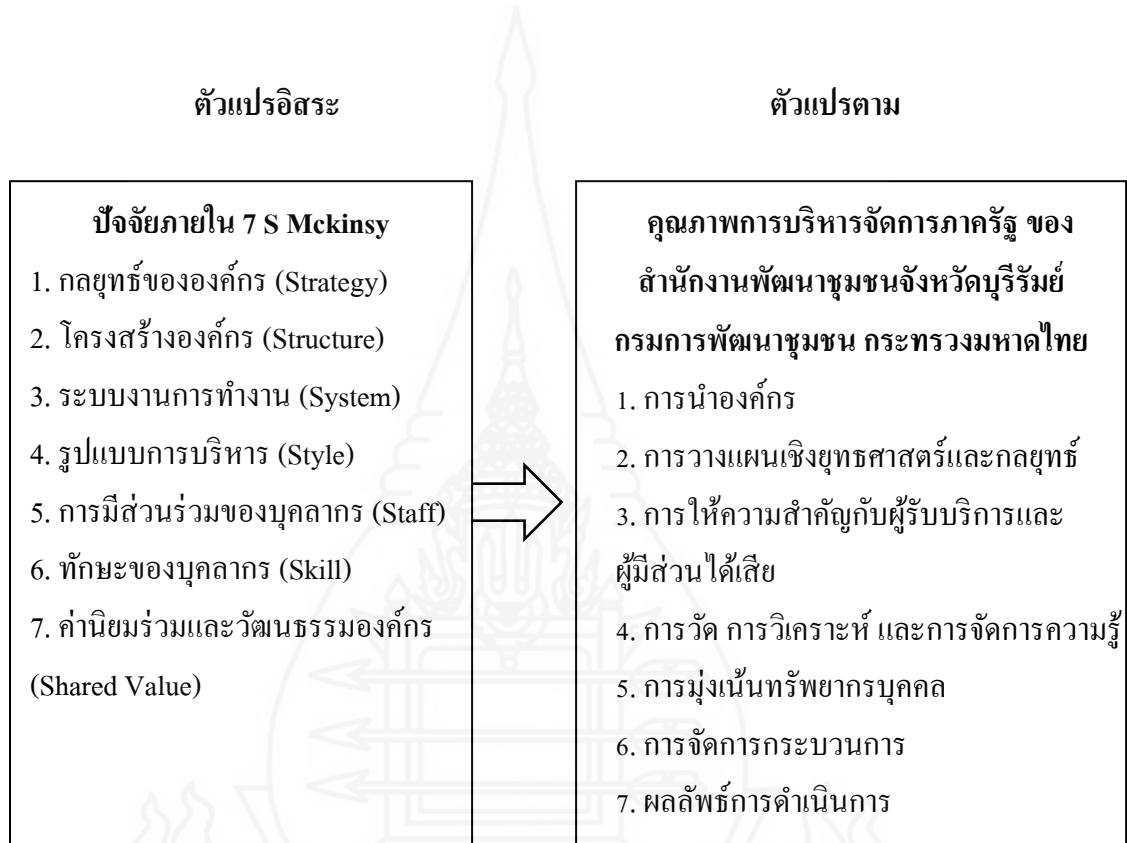 ตัวแปรอิสระ
ตัวแปรตาม
ปัจจัยภายใน 7 S Mckinsy
1. กลยุทธ์ขององค์กร (Strategy)
2. โครงสร้างองค์กร (Structure)
3. ระบบงานการทำงาน (System)
4. รูปแบบการบริหาร (Style)
5. การมีส่วนร่วมของบุคลากร (Staff)
6. ทักษะของบุคลากร (Skill)
7. ค่านิยมร่วมและวัฒนธรรมองค์กร
(Shared Value)
คุณภาพการบริหารจัดการภาครัฐ ของ
สำนักงานพัฒนาชุมชนจังหวัดบุรีรัมย์
กรมการพัฒนาชุมชน กระทรวงมหาดไทย
1. การนำองค์กร
2. การวางแผนเชิงยุทธศาสตร์และกลยุทธ์
3. การให้ความสำคัญกับผู้รับบริการและ
ผู้มีส่วนได้เสีย
4. การวัด การวิเคราะห์ และการจัดการความรู้
5. การมุ่งเน้นทรัพยากรบุคคล
6. การจัดการกระบวนการ
7. ผลลัพธ์การดำเนินการ